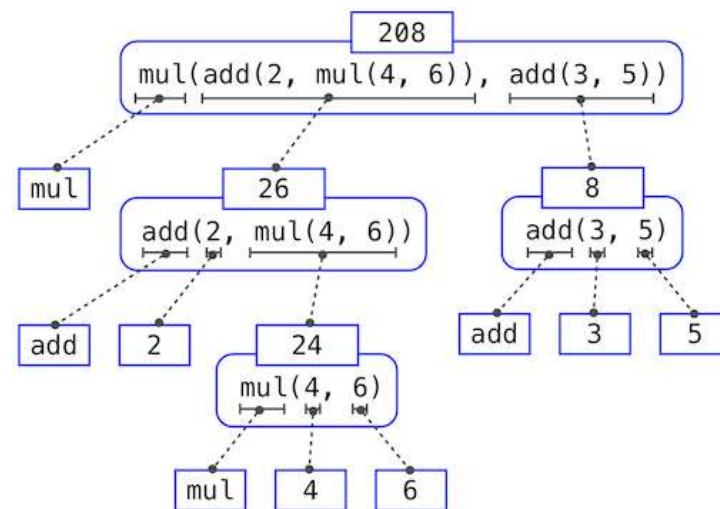 208
mul(add(2, mul(4, 6)), add(3, 5))
mul
26
8
add(2, mul(4, 6))
add(3, 5)
add
2
24
add
3
5
mul(4, 6)
mul
4
6